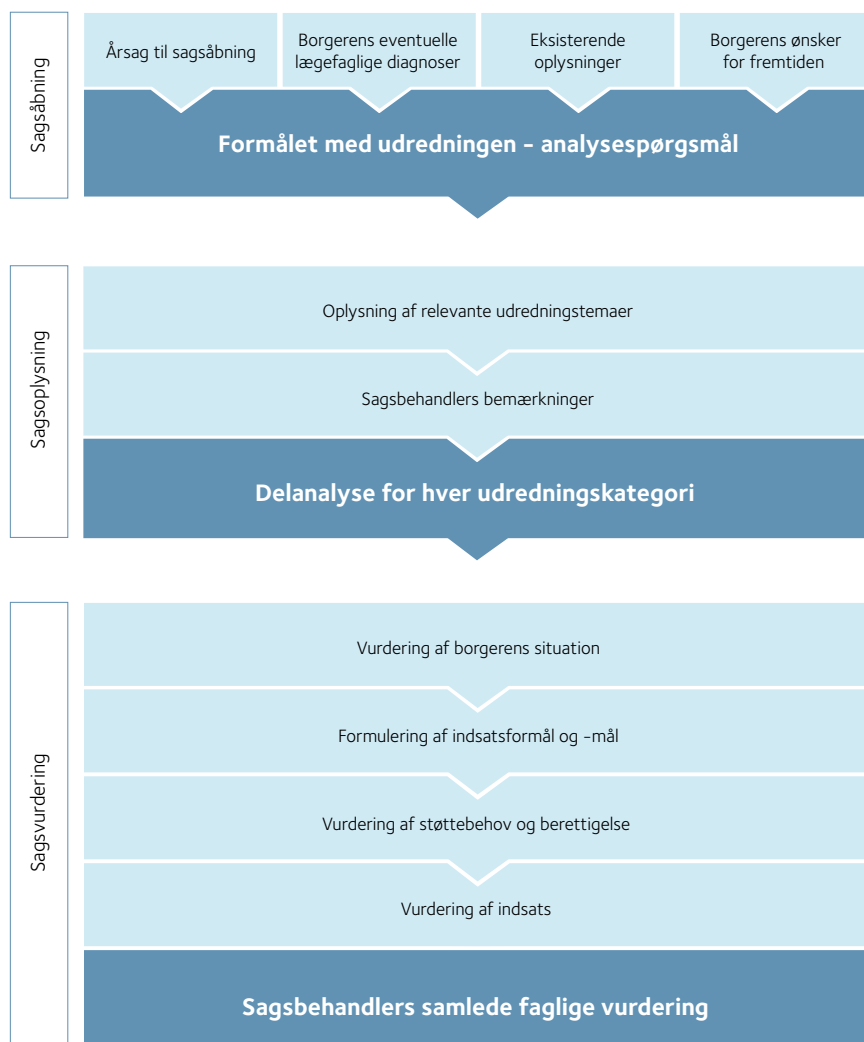 Sagsåbning
Årsag til sagsåbning
Borgerens eventuelle
lægefaglige diagnoser
Eksisterende
oplysninger
Borgerens ønsker
for fremtiden
Formålet med udredningen – analysespørgsmål
Sagsoplysning
Oplysning af relevante udredningstemaer
Sagsbehandlers bemærkninger
Delanalyse for hver udredningskategori
Sagsvurdering
Vurdering af borgerens situation
Formulering af indsatsformål og -mål
Vurdering af støttebehov og berettigelse
Vurdering af indsats
Sagsbehandlers samlede faglige vurdering